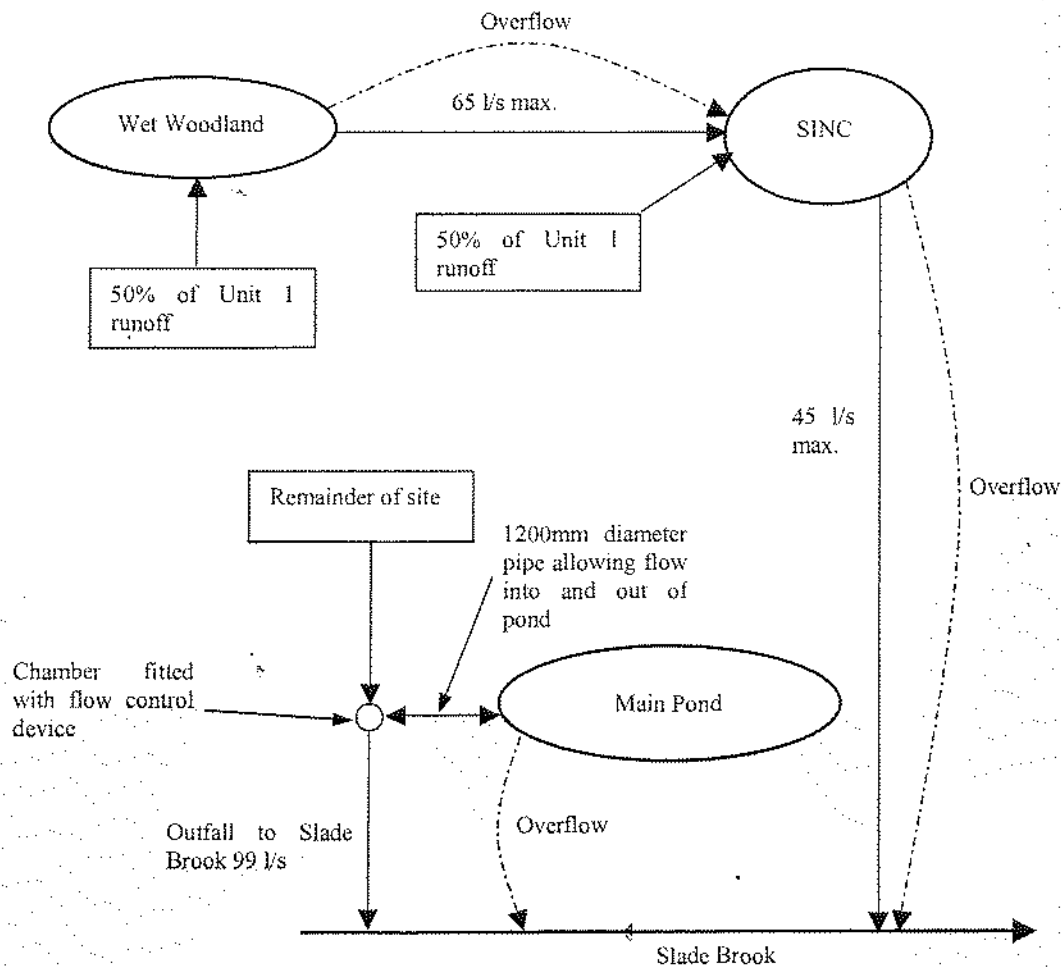 Overflow
65 l/s max.
Wet Woodland
SINC
50% of Unit 1
runoff
50% of Unit 1
runoff
45 l/s
max.
Overflow
Remainder of site
1200mm diameter
pipe allowing flow
into and out of
pond
Chamber fitted
with flow control
device
Main Pond
Outfall to Slade
Brook 99 l/s
Overflow
Slade Brook